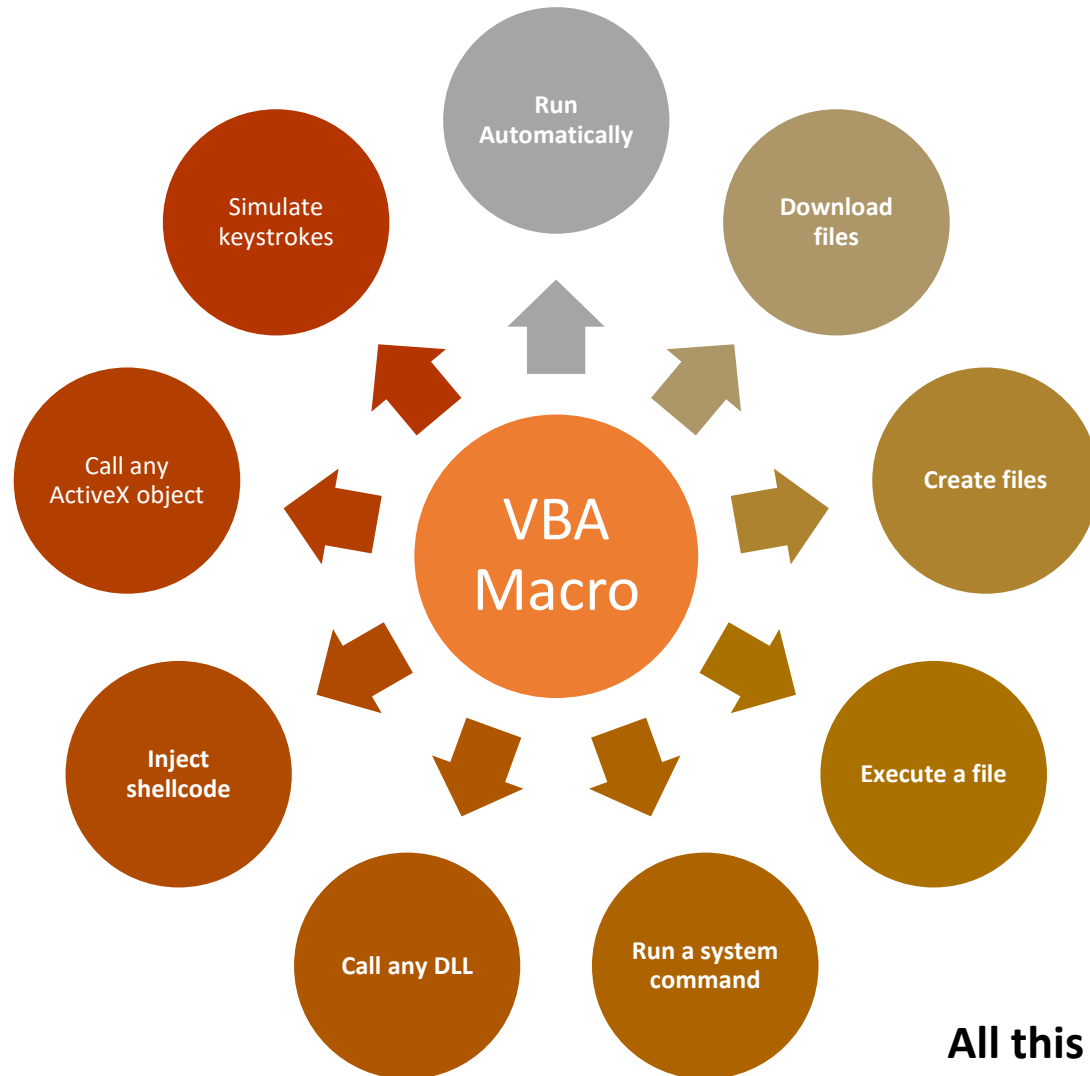 VBA
Macro
Run
Automatically
Download
files
Create files
Execute a file
Run a system
command
Call any DLL
Inject
shellcode
Call any
ActiveX object
Simulate
keystrokes
All this